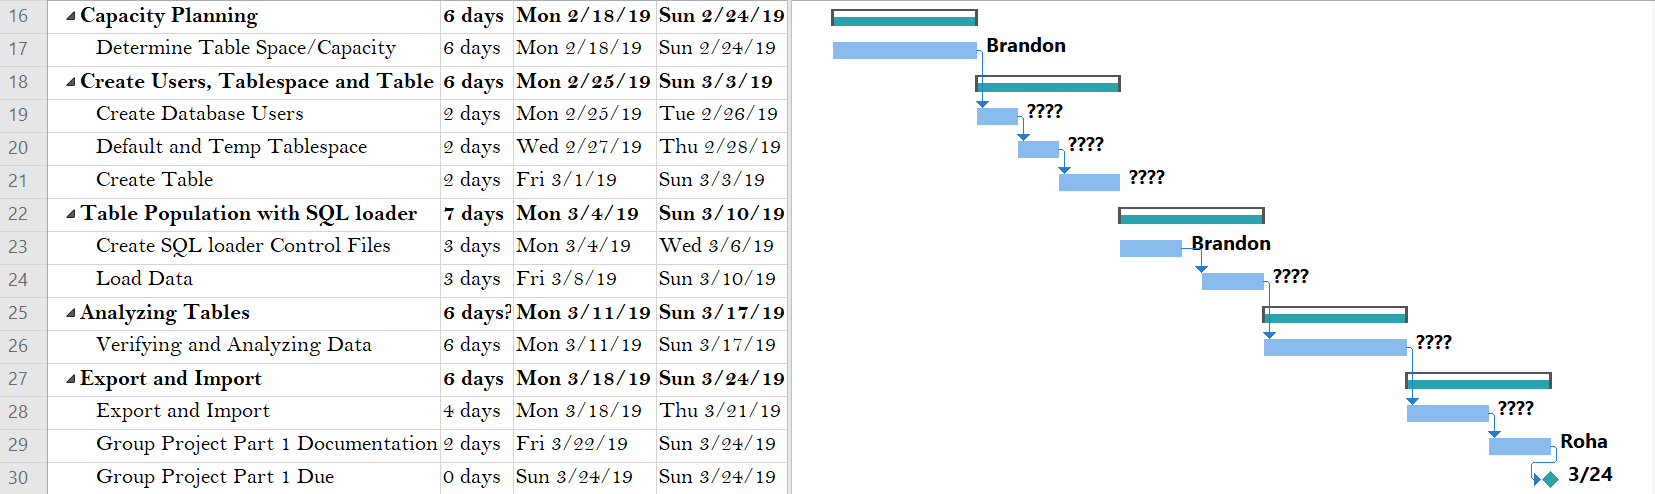 16 Capacity Planning 6 days Mon 2/18/19 Sun 2/24/19
17 Determine Table Space/Capacity 6 days Mon 2/18/19 Sun 2/24/19 Brandon
18 Create Users, Tablespace and Table 6 days Mon 2/25/19 Sun 3/3/19
19 Create Database Users 2 days Mon 2/25/19 Tue 2/26/19 ????
20 Default and Temp Tablespace 2 days Wed 2/27/19 Thu 2/28/19 ????
21 Create Table 2 days Fri 3/1/19 Sun 3/3/19 ????
22 Table Population with SQL loader 7 days Mon 3/4/19 Sun 3/10/19
23 Create SQL loader Control Files 3 days Mon 3/4/19 Wed 3/6/19 Brandon
24 Load Data 3 days Fri 3/8/19 Sun 3/10/19 ????
25 Analyzing Tables 6 days? Mon 3/11/19 Sun 3/17/19
26 Verifying and Analyzing Data 6 days Mon 3/11/19 Sun 3/17/19 ????
27 Export and Import 6 days Mon 3/18/19 Sun 3/24/19
28 Export and Import 4 days Mon 3/18/19 Thu 3/21/19 ????
29 Group Project Part 1 Documentation 2 days Fri 3/22/19 Sun 3/24/19 Roha
30 Group Project Part 1 Due 0 days Sun 3/24/19 Sun 3/24/19 3/24